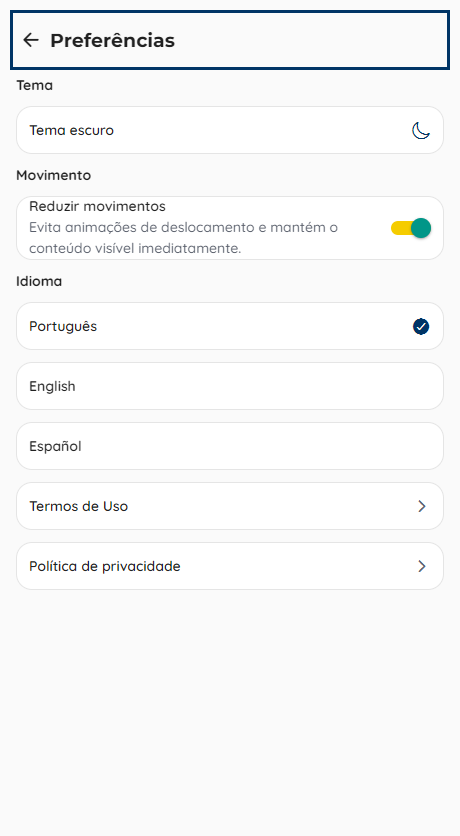 Preferências
Tema
Tema escuro
Movimento
Reduzir movimentos
Evita animações de deslocamento e mantém o
conteúdo visível imediatamente.
Idioma
Português
English
Español
Termos de Uso
Política de privacidade